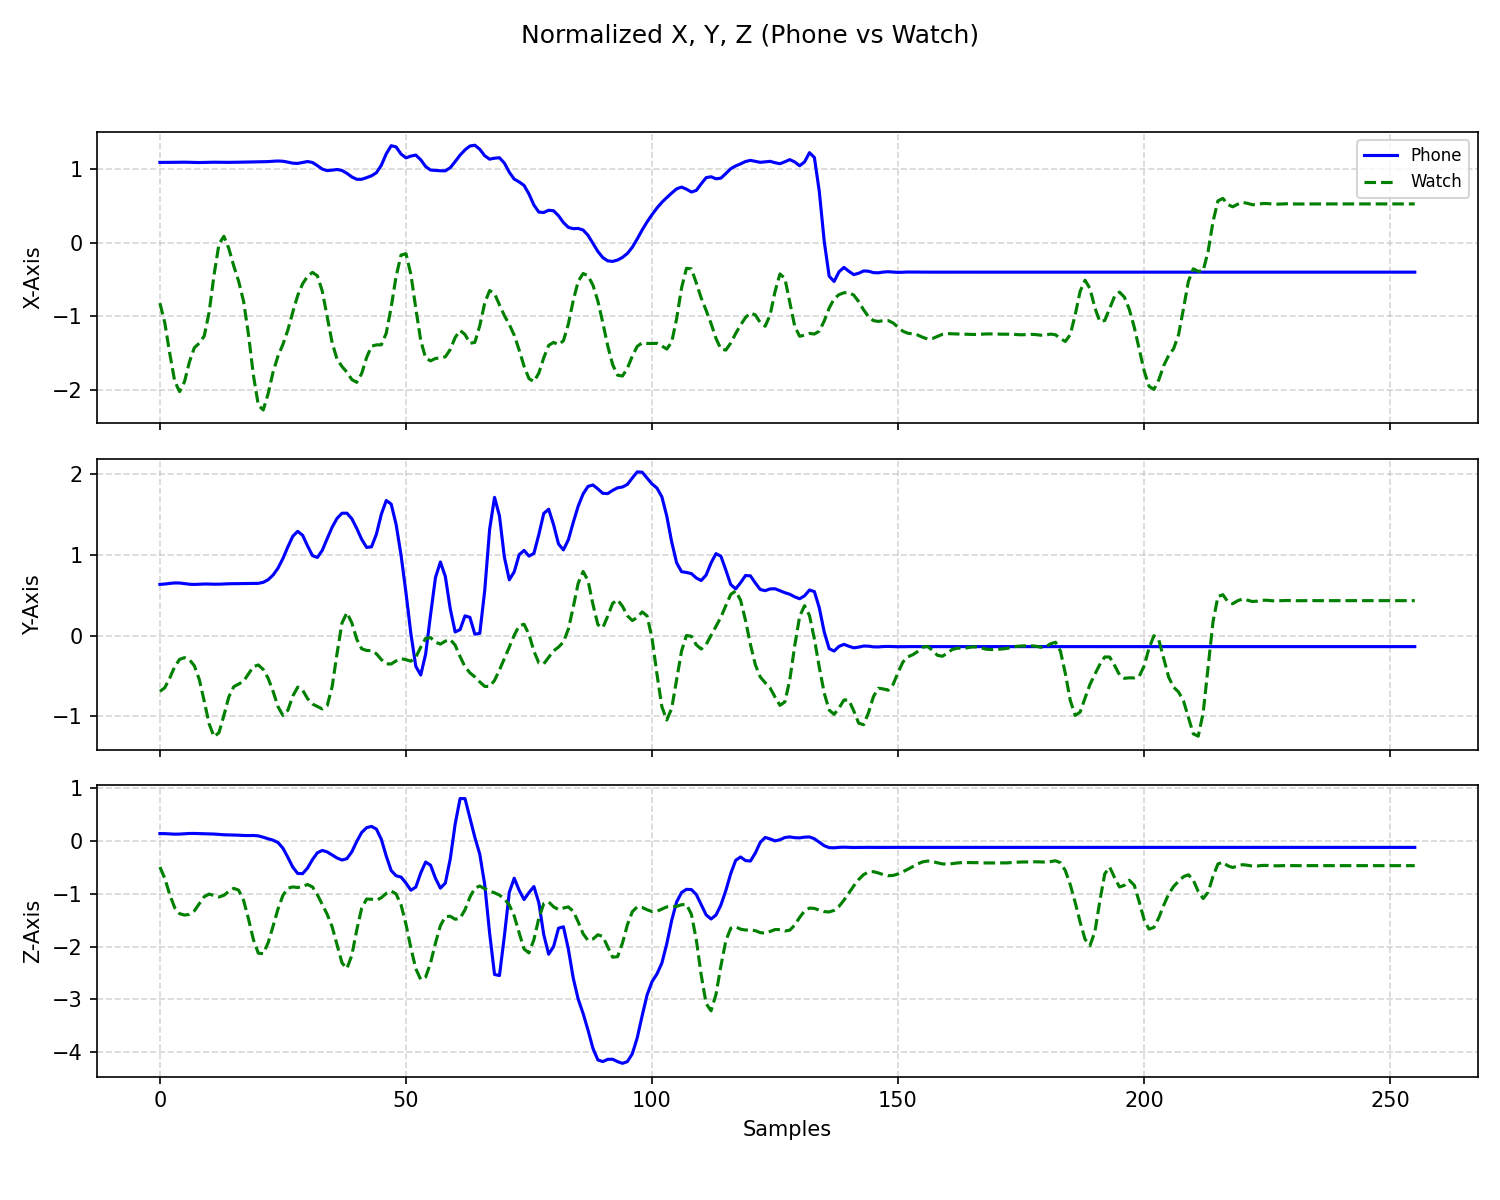 Normalized X, Y, Z (Phone vs Watch)
X-Axis
1
0
−1
−2
Phone
Watch
Y-Axis
2
1
0
−1
Z-Axis
1
0
−1
−2
−3
−4
0 50 100 150 200 250
Samples